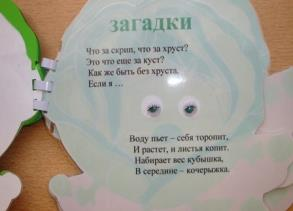 загадки
Что за скрип, что за хруст?
Это что еще за куст?
Как же быть без хруста,
Если я …
Воду пьет – себя торопит,
И растет, и листья копит.
Набирает вес кубышка,
В середине – кочерыжка.